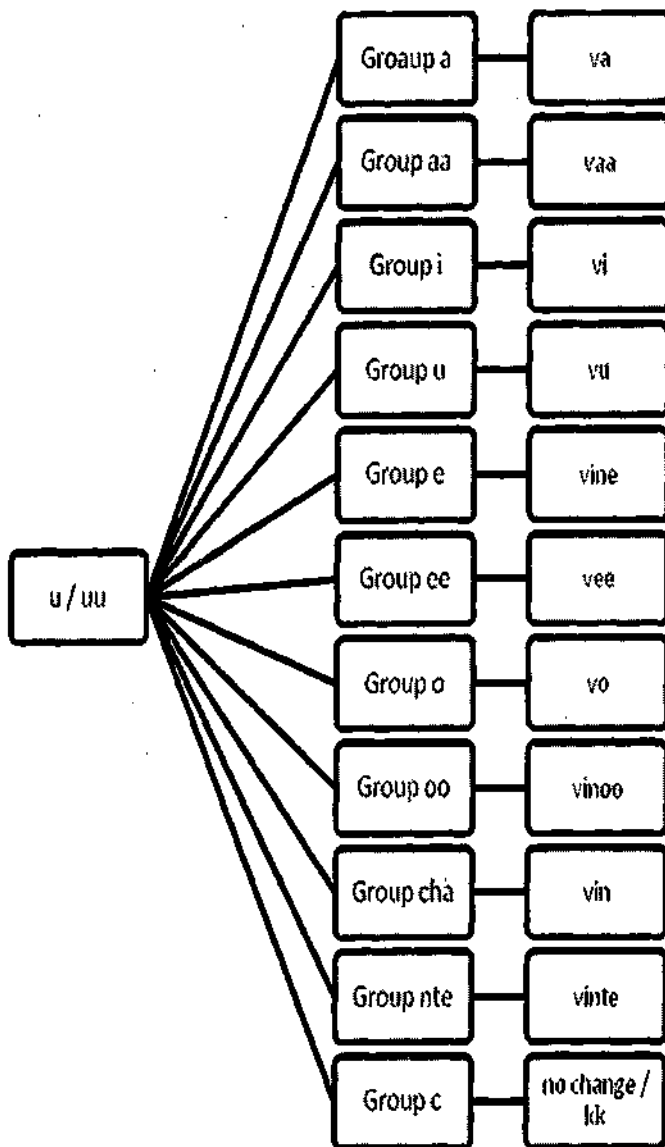 Groaup a
va
Group aa
vaa
Group i
vi
Group u
vu
Group e
vine
Group ee
vee
u / uu
Group o
vo
Group oo
vinoo
Group cha
vin
Group nte
vinte
Group c
no change /
kk